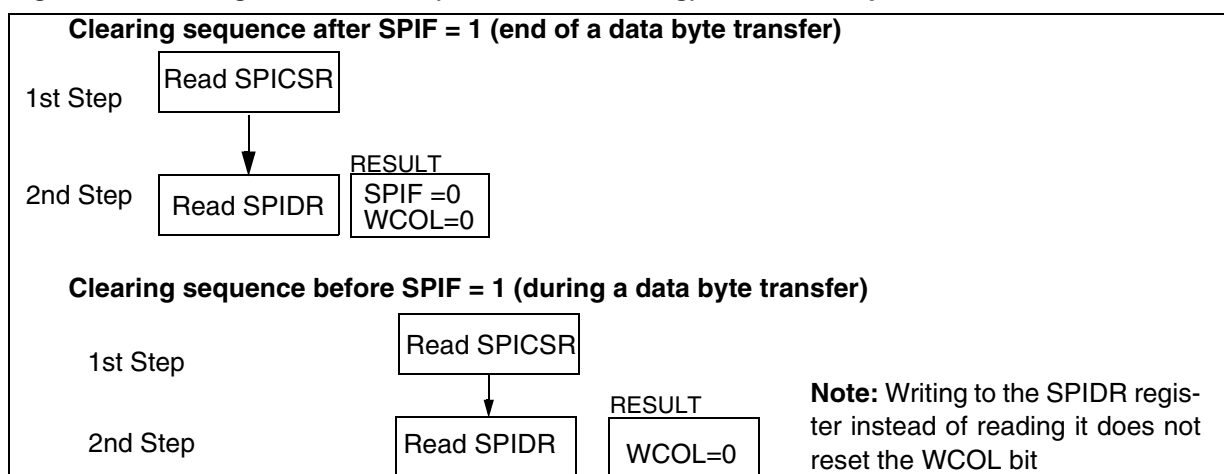 Clearing sequence after SPIF = 1 (end of a data byte transfer)
1st Step
Read SPICSR
2nd Step
Read SPIDR
RESULT
SPIF =0
WCOL=0
Clearing sequence before SPIF = 1 (during a data byte transfer)
1st Step
Read SPICSR
2nd Step
Read SPIDR
RESULT
WCOL=0
Note: Writing to the SPIDR regis-
ter instead of reading it does not
reset the WCOL bit